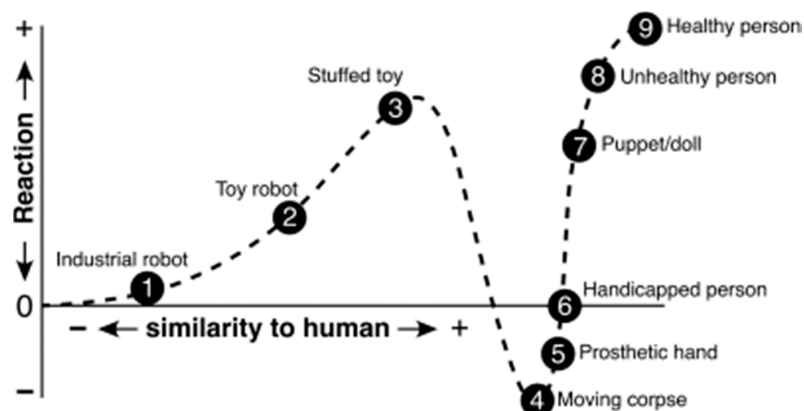 +
9 Healthy person
8 Unhealthy person
Stuffed toy
3
7 Puppet/doll
Reaction
Toy robot
2
Industrial robot
1
0
6 Handicapped person
− similarity to human +
5 Prosthetic hand
−
4 Moving corpse